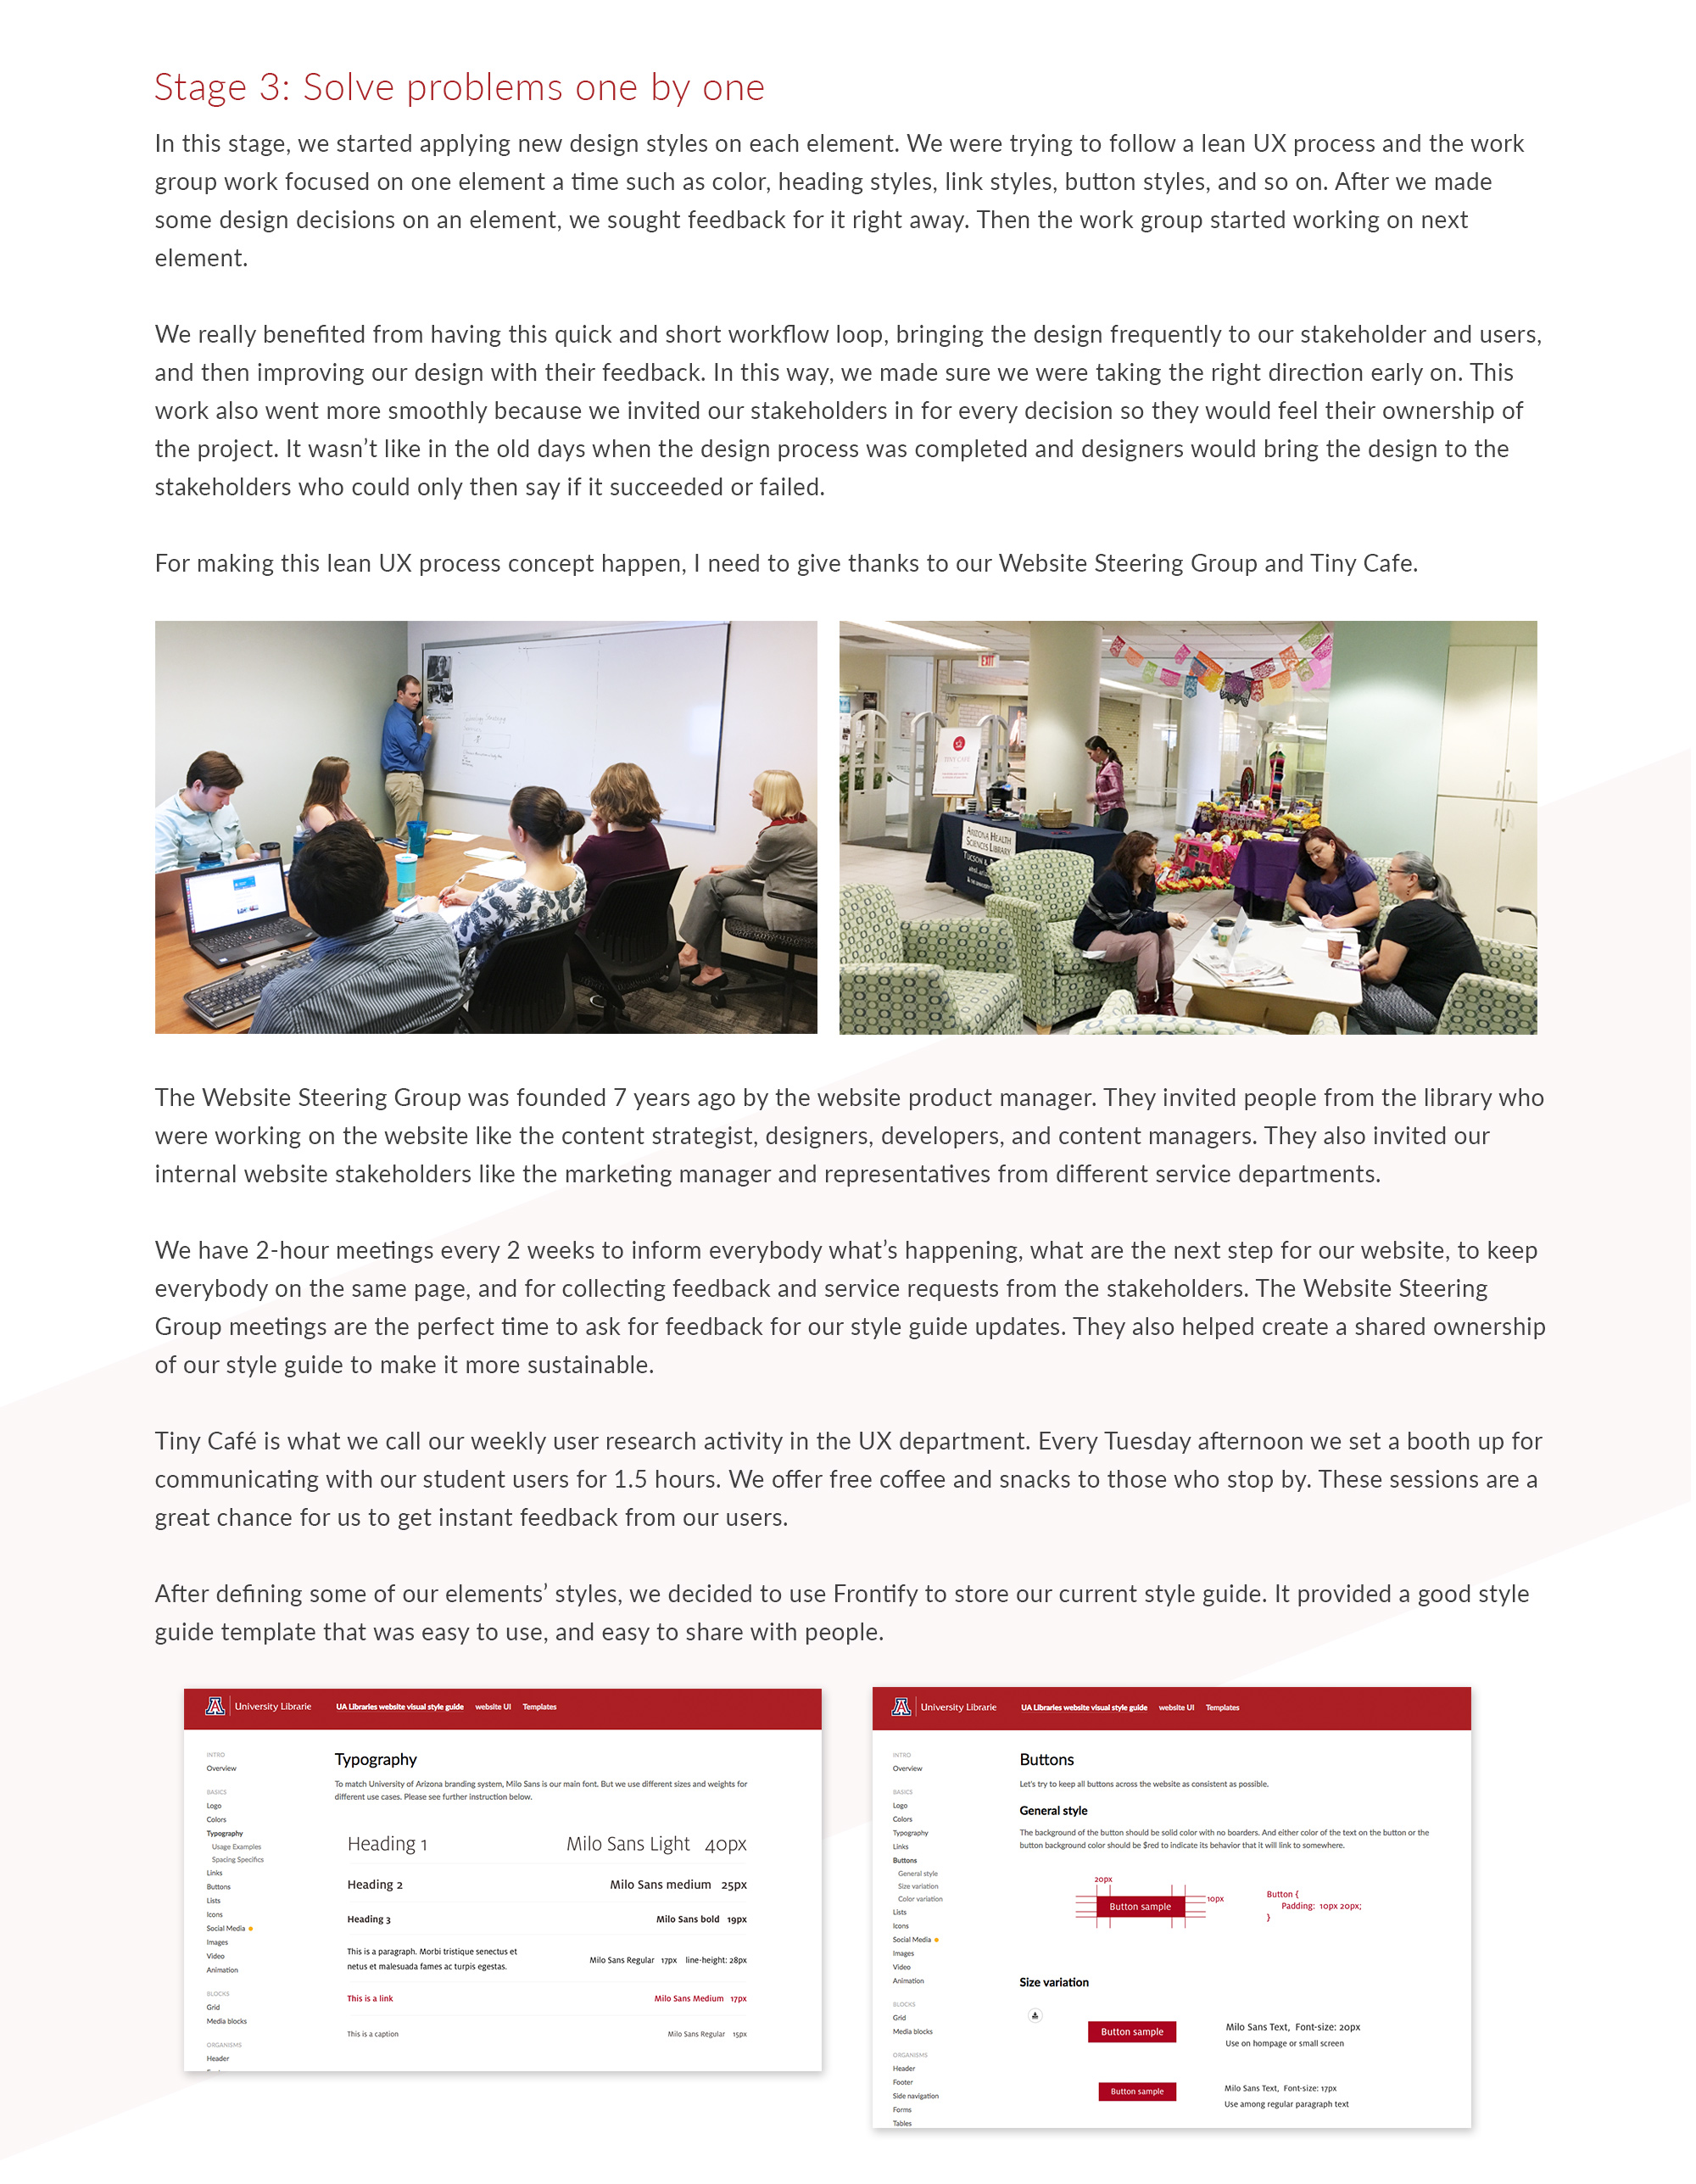 Stage 3: Solve problems one by one
In this stage, we started applying new design styles on each element. We were trying to follow a lean UX process and the work
group work focused on one element a time such as color, heading styles, link styles, button styles, and so on. After we made
some design decisions on an element, we sought feedback for it right away. Then the work group started working on next
element.
We really benefited from having this quick and short workflow loop, bringing the design frequently to our stakeholder and users,
and then improving our design with their feedback. In this way, we made sure we were taking the right direction early on. This
work also went more smoothly because we invited our stakeholders in for every decision so they would feel their ownership of
the project. It wasn’t like in the old days when the design process was completed and designers would bring the design to the
stakeholders who could only then say if it succeeded or failed.
For making this lean UX process concept happen, I need to give thanks to our Website Steering Group and Tiny Cafe.
EXIT
TINY CAFE
ARIZONA HEALTH
SCIENCES LIBRARY
TUCSON &
The Website Steering Group was founded 7 years ago by the website product manager. They invited people from the library who
were working on the website like the content strategist, designers, developers, and content managers. They also invited our
internal website stakeholders like the marketing manager and representatives from different service departments.
We have 2-hour meetings every 2 weeks to inform everybody what’s happening, what are the next step for our website, to keep
everybody on the same page, and for collecting feedback and service requests from the stakeholders. The Website Steering
Group meetings are the perfect time to ask for feedback for our style guide updates. They also helped create a shared ownership
of our style guide to make it more sustainable.
Tiny Café is what we call our weekly user research activity in the UX department. Every Tuesday afternoon we set a booth up for
communicating with our student users for 1.5 hours. We offer free coffee and snacks to those who stop by. These sessions are a
great chance for us to get instant feedback from our users.
After defining some of our elements’ styles, we decided to use Frontify to store our current style guide. It provided a good style
guide template that was easy to use, and easy to share with people.
A University Librarie UA Libraries website visual style guide website UI Templates
INTRO
Overview
BASICS
Logo
Colors
Typography
Usage Examples
Spacing Specifics
Links
Buttons
Lists
Icons
Social Media
Images
Video
Animation
BLOCKS
Grid
Media blocks
ORGANISMS
Header
Typography
To match University of Arizona branding system, Milo Sans is our main font. But we use different sizes and weights for
different use cases. Please see further instruction below.
Heading 1 Milo Sans Light 40px
Heading 2 Milo Sans medium 25px
Heading 3 Milo Sans bold 19px
This is a paragraph. Morbi tristique senectus et
netus et malesuada fames ac turpis egestas.
Milo Sans Regular 17px line-height: 28px
This is a link Milo Sans Medium 17px
This is a caption Milo Sans Regular 15px
A University Librarie UA Libraries website visual style guide website UI Templates
INTRO
Overview
BASICS
Logo
Colors
Typography
Links
Buttons
General style
Size variation
Color variation
Lists
Icons
Social Media
Images
Video
Animation
BLOCKS
Grid
Media blocks
ORGANISMS
Header
Footer
Side navigation
Forms
Tables
Buttons
Let's try to keep all buttons across the website as consistent as possible.
General style
The background of the button should be solid color with no boarders. And either color of the text on the button or the
button background color should be $red to indicate its behavior that it will link to somewhere.
20px
Button sample
10px
Button {
Padding: 10px 20px;
}
Size variation
Button sample
Milo Sans Text, Font-size: 20px
Use on hompage or small screen
Button sample
Milo Sans Text, Font-size: 17px
Use among regular paragraph text